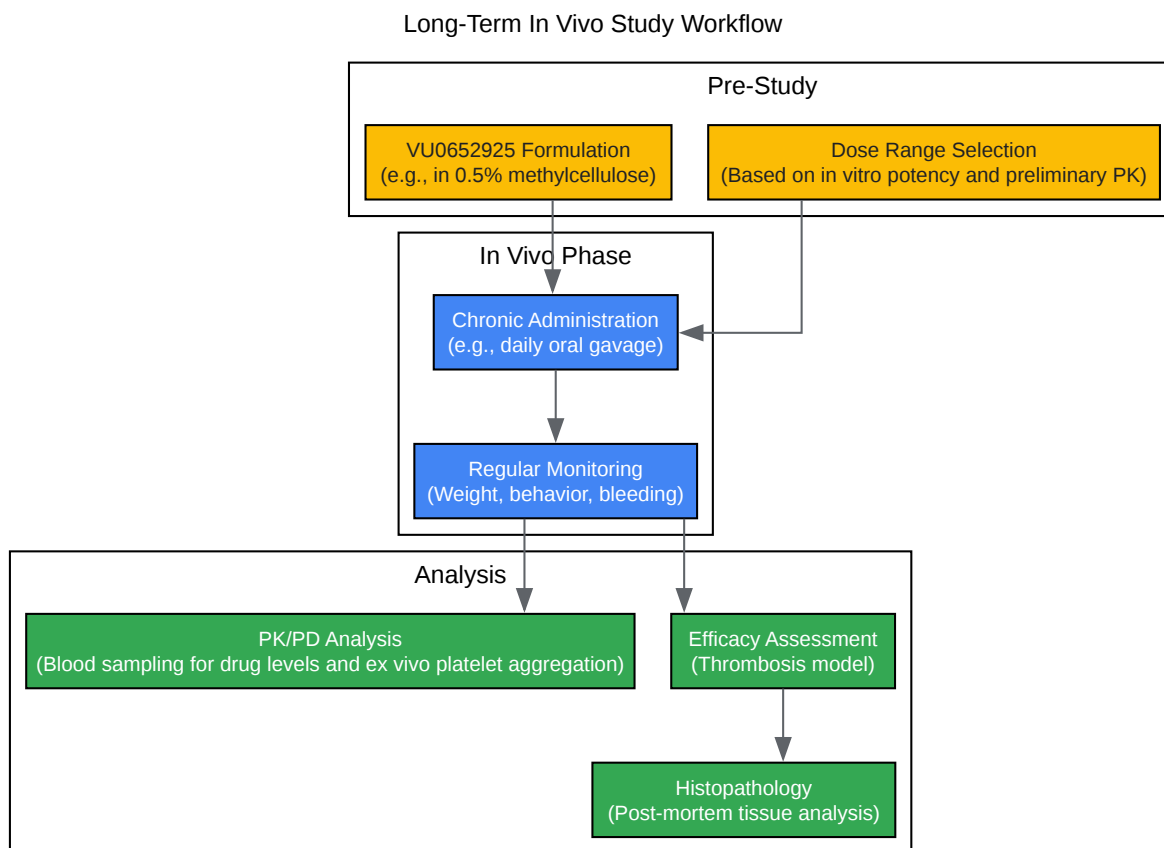 Long-Term In Vivo Study Workflow
Pre-Study
VU0652925 Formulation
(e.g., in 0.5% methylcellulose)
Dose Range Selection
(Based on in vitro potency and preliminary PK)
In Vivo Phase
Chronic Administration
(e.g., daily oral gavage)
Regular Monitoring
(Weight, behavior, bleeding)
Analysis
PK/PD Analysis
(Blood sampling for drug levels and ex vivo platelet aggregation)
Efficacy Assessment
(Thrombosis model)
Histopathology
(Post-mortem tissue analysis)